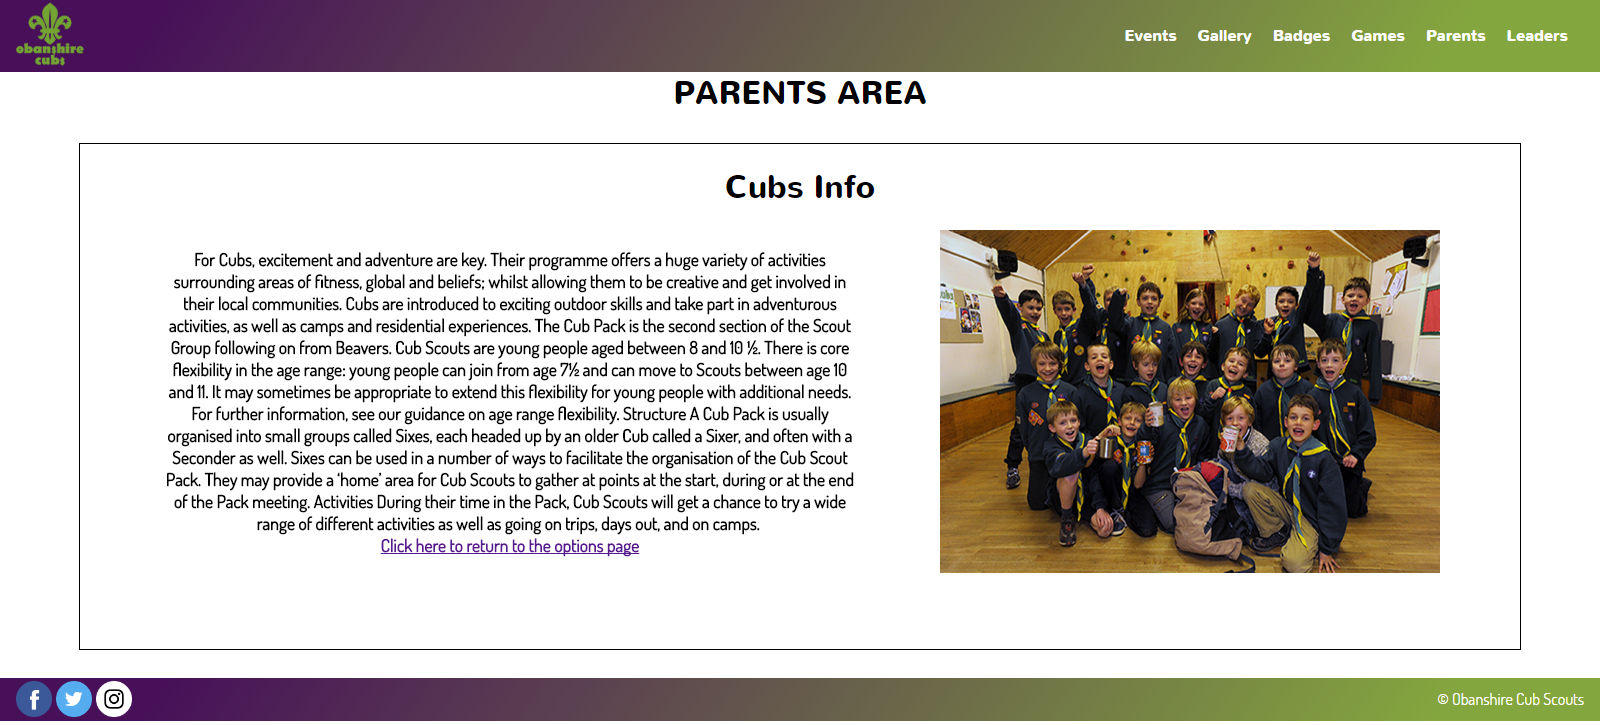 obanshire
cubs
Events Gallery Badges Games Parents Leaders
PARENTS AREA
Cubs Info
For Cubs, excitement and adventure are key. Their programme offers a huge variety of activities
surrounding areas of fitness, global and beliefs; whilst allowing them to be creative and get involved in
their local communities. Cubs are introduced to exciting outdoor skills and take part in adventurous
activities, as well as camps and residential experiences. The Cub Pack is the second section of the Scout
Group following on from Beavers. Cub Scouts are young people aged between 8 and 10 ½. There is core
flexibility in the age range: young people can join from age 7½ and can move to Scouts between age 10
and 11. It may sometimes be appropriate to extend this flexibility for young people with additional needs.
For further information, see our guidance on age range flexibility. Structure A Cub Pack is usually
organised into small groups called Sixes, each headed up by an older Cub called a Sixer, and often with a
Seconder as well. Sixes can be used in a number of ways to facilitate the organisation of the Cub Scout
Pack. They may provide a ‘home’ area for Cub Scouts to gather at points at the start, during or at the end
of the Pack meeting. Activities During their time in the Pack, Cub Scouts will get a chance to try a wide
range of different activities as well as going on trips, days out, and on camps.
Click here to return to the options page
© Obanshire Cub Scouts